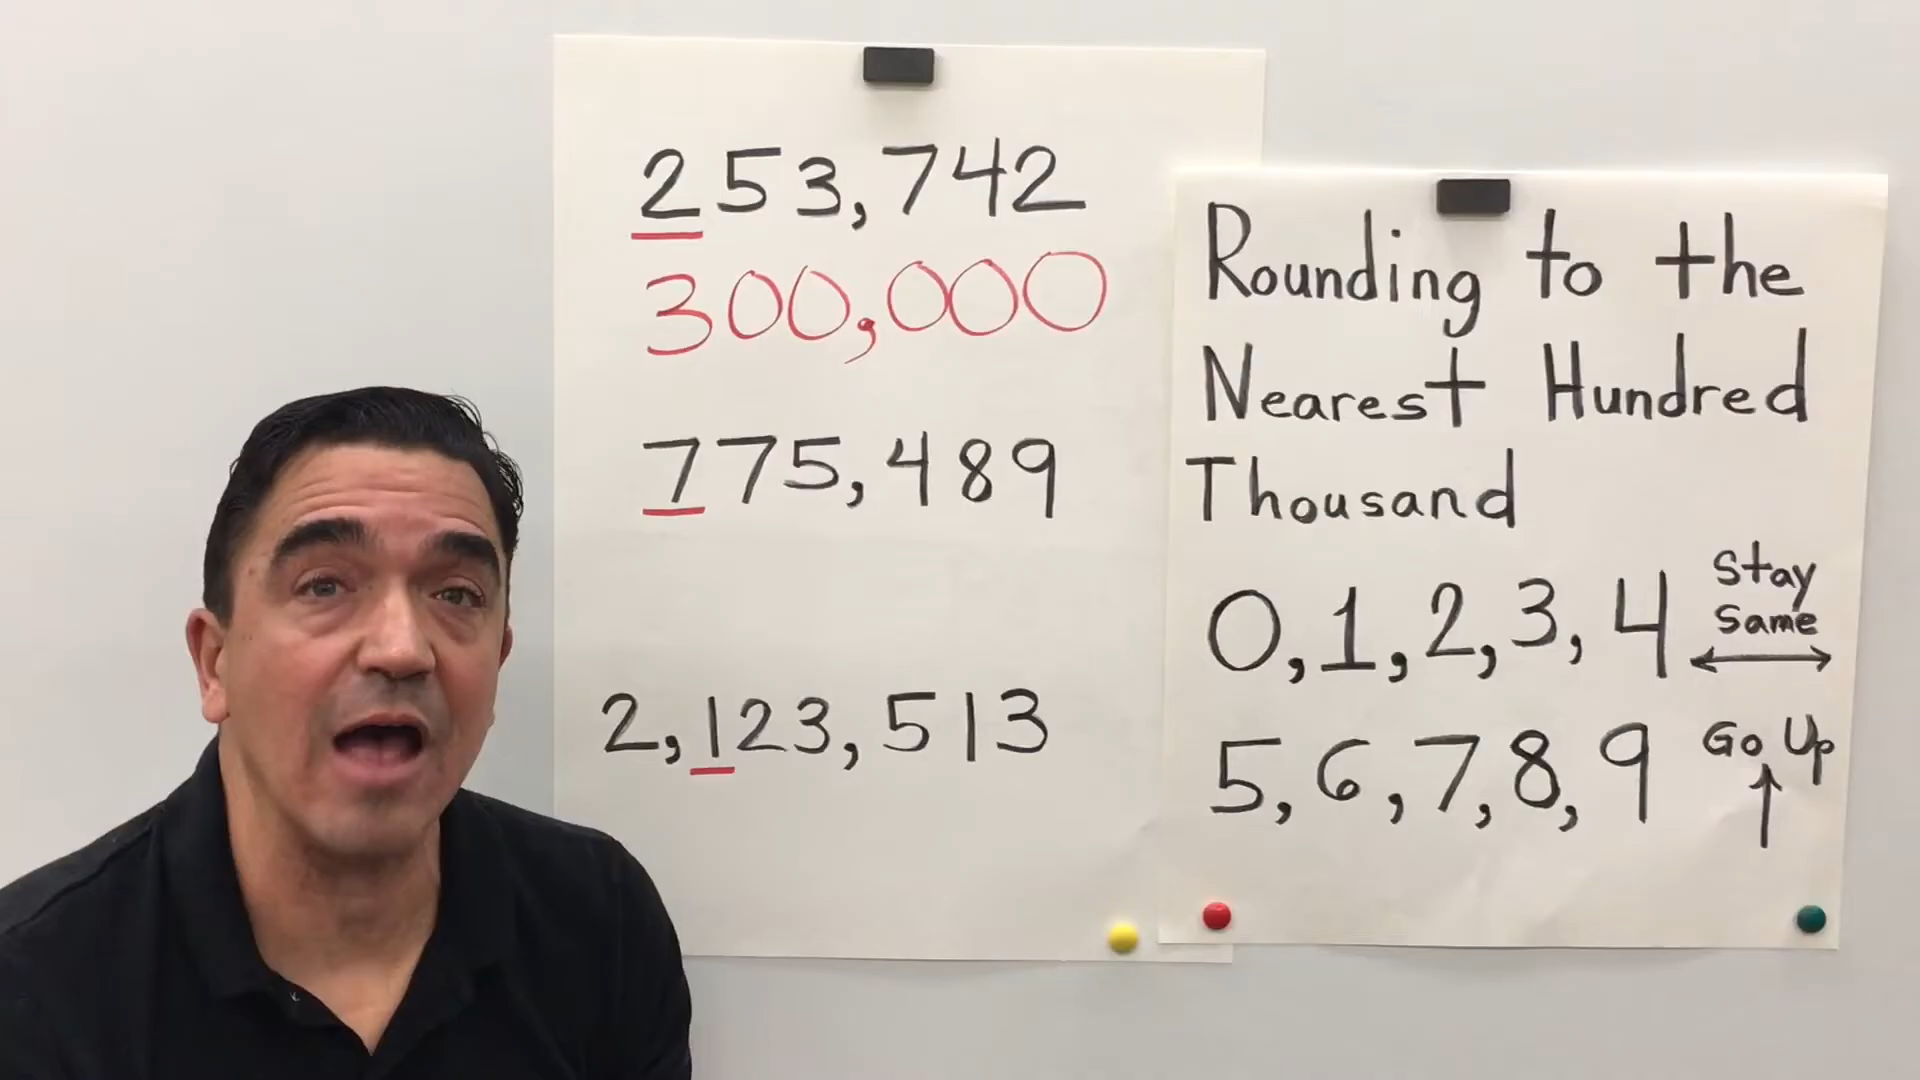 253,742
300,000
775,489
2,123,513
Rounding to the
Nearest Hundred
Thousand
0,1,2,3,4 Stay
Same
5,6,7,8,9 Go Up